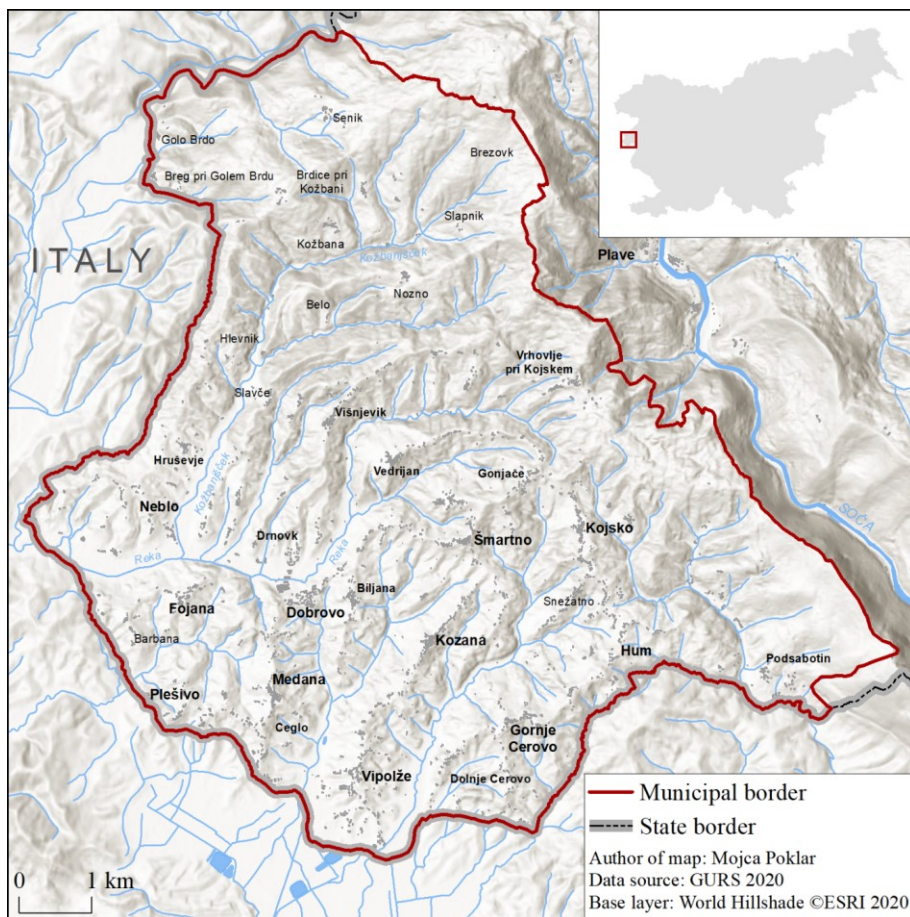 Senik
Golo Brdo
Brezovk
Breg pri Golem Brdu
Brdice pri
Kožbani
Slapnik
Kožbana
ITALY
Kožbanjšček
Plave
Nozno
Belo
Hlevnik
Vrhovlje
pri Kojskem
Slavče
Višnjevik
Hruševje
Vedrijan
Gonjače
Kožbanjšček
Neblo
SOČA
Drnovk
Kojsko
Šmartno
Reka
Reka
Biljana
Fojana
Dobrovo
Snežatno
Barbana
Kozana
Hum
Podsabotin
Medana
Plešivo
Ceglo
Gornje
Cerovo
Vipolže
Dolnje Cerovo
0 1 km
Municipal border
State border
Author of map: Mojca Poklar
Data source: GURS 2020
Base layer: World Hillshade ©ESRI 2020